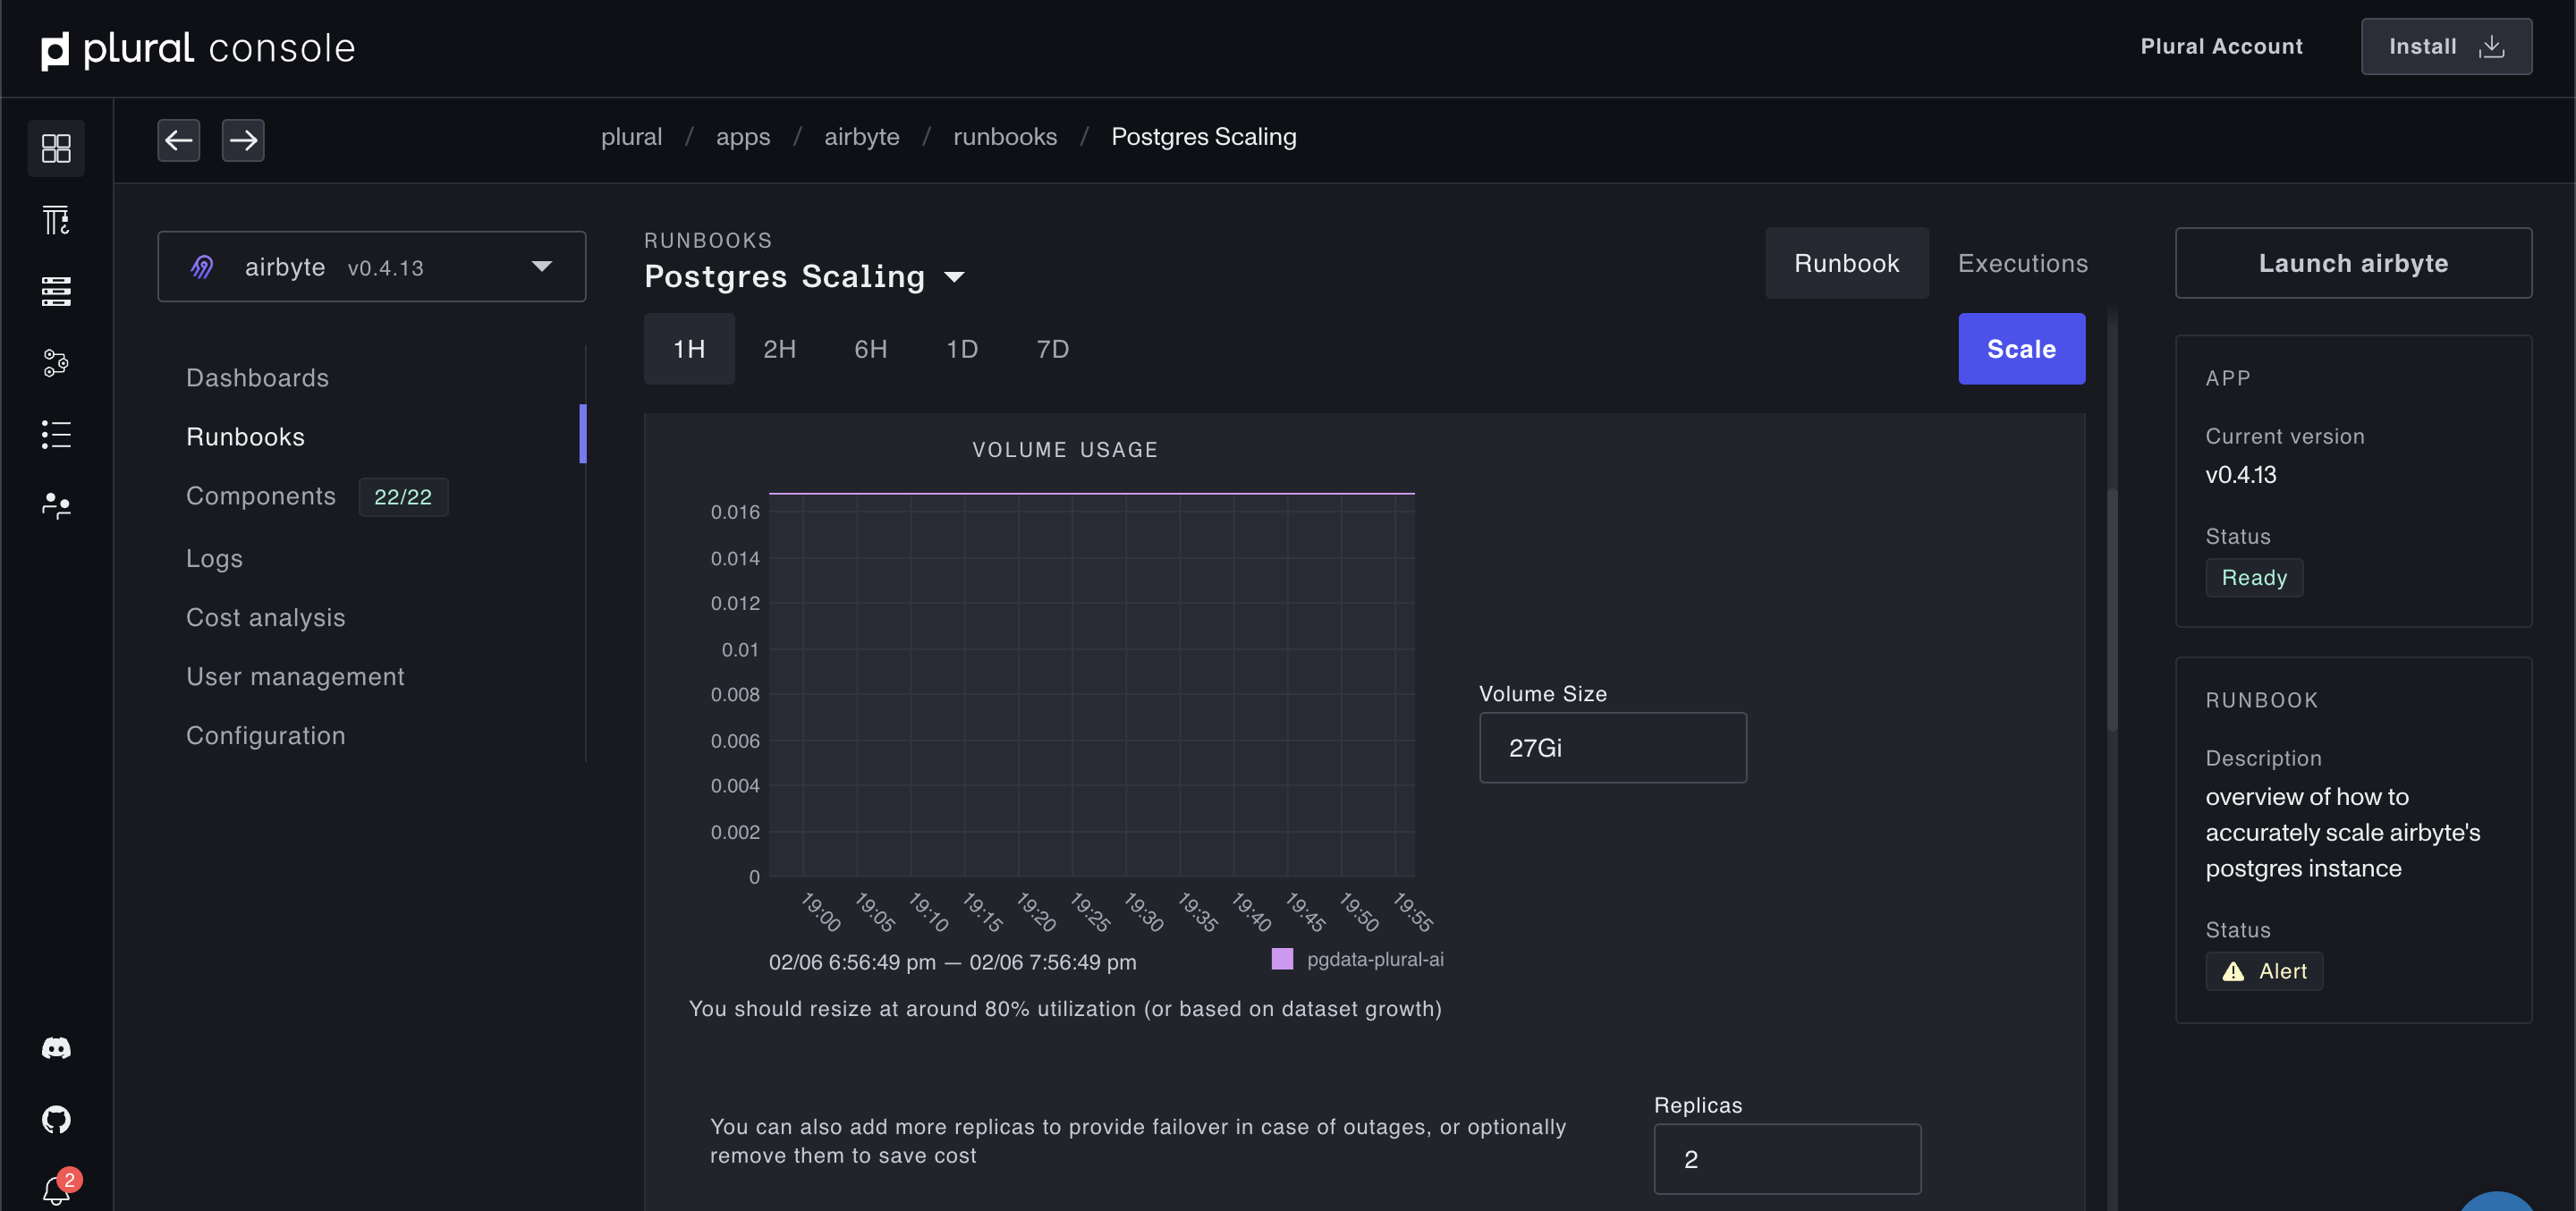 plural console
Plural Account
Install
plural / apps / airbyte / runbooks / Postgres Scaling
airbyte v0.4.13
Dashboards
Runbooks
Components 22/22
Logs
Cost analysis
User management
Configuration
2
RUNBOOKS
Postgres Scaling
Runbook
Executions
1H 2H 6H 1D 7D
Scale
VOLUME USAGE
0.016
0.014
0.012
0.01
0.008
0.006
0.004
0.002
0
19:00 19:05 19:10 19:15 19:20 19:25 19:30 19:35 19:40 19:45 19:50 19:55
02/06 6:56:49 pm — 02/06 7:56:49 pm
pgdata-plural-ai
You should resize at around 80% utilization (or based on dataset growth)
Volume Size
27Gi
You can also add more replicas to provide failover in case of outages, or optionally
remove them to save cost
Replicas
2
Launch airbyte
APP
Current version
v0.4.13
Status
Ready
RUNBOOK
Description
overview of how to
accurately scale airbyte's
postgres instance
Status
Alert